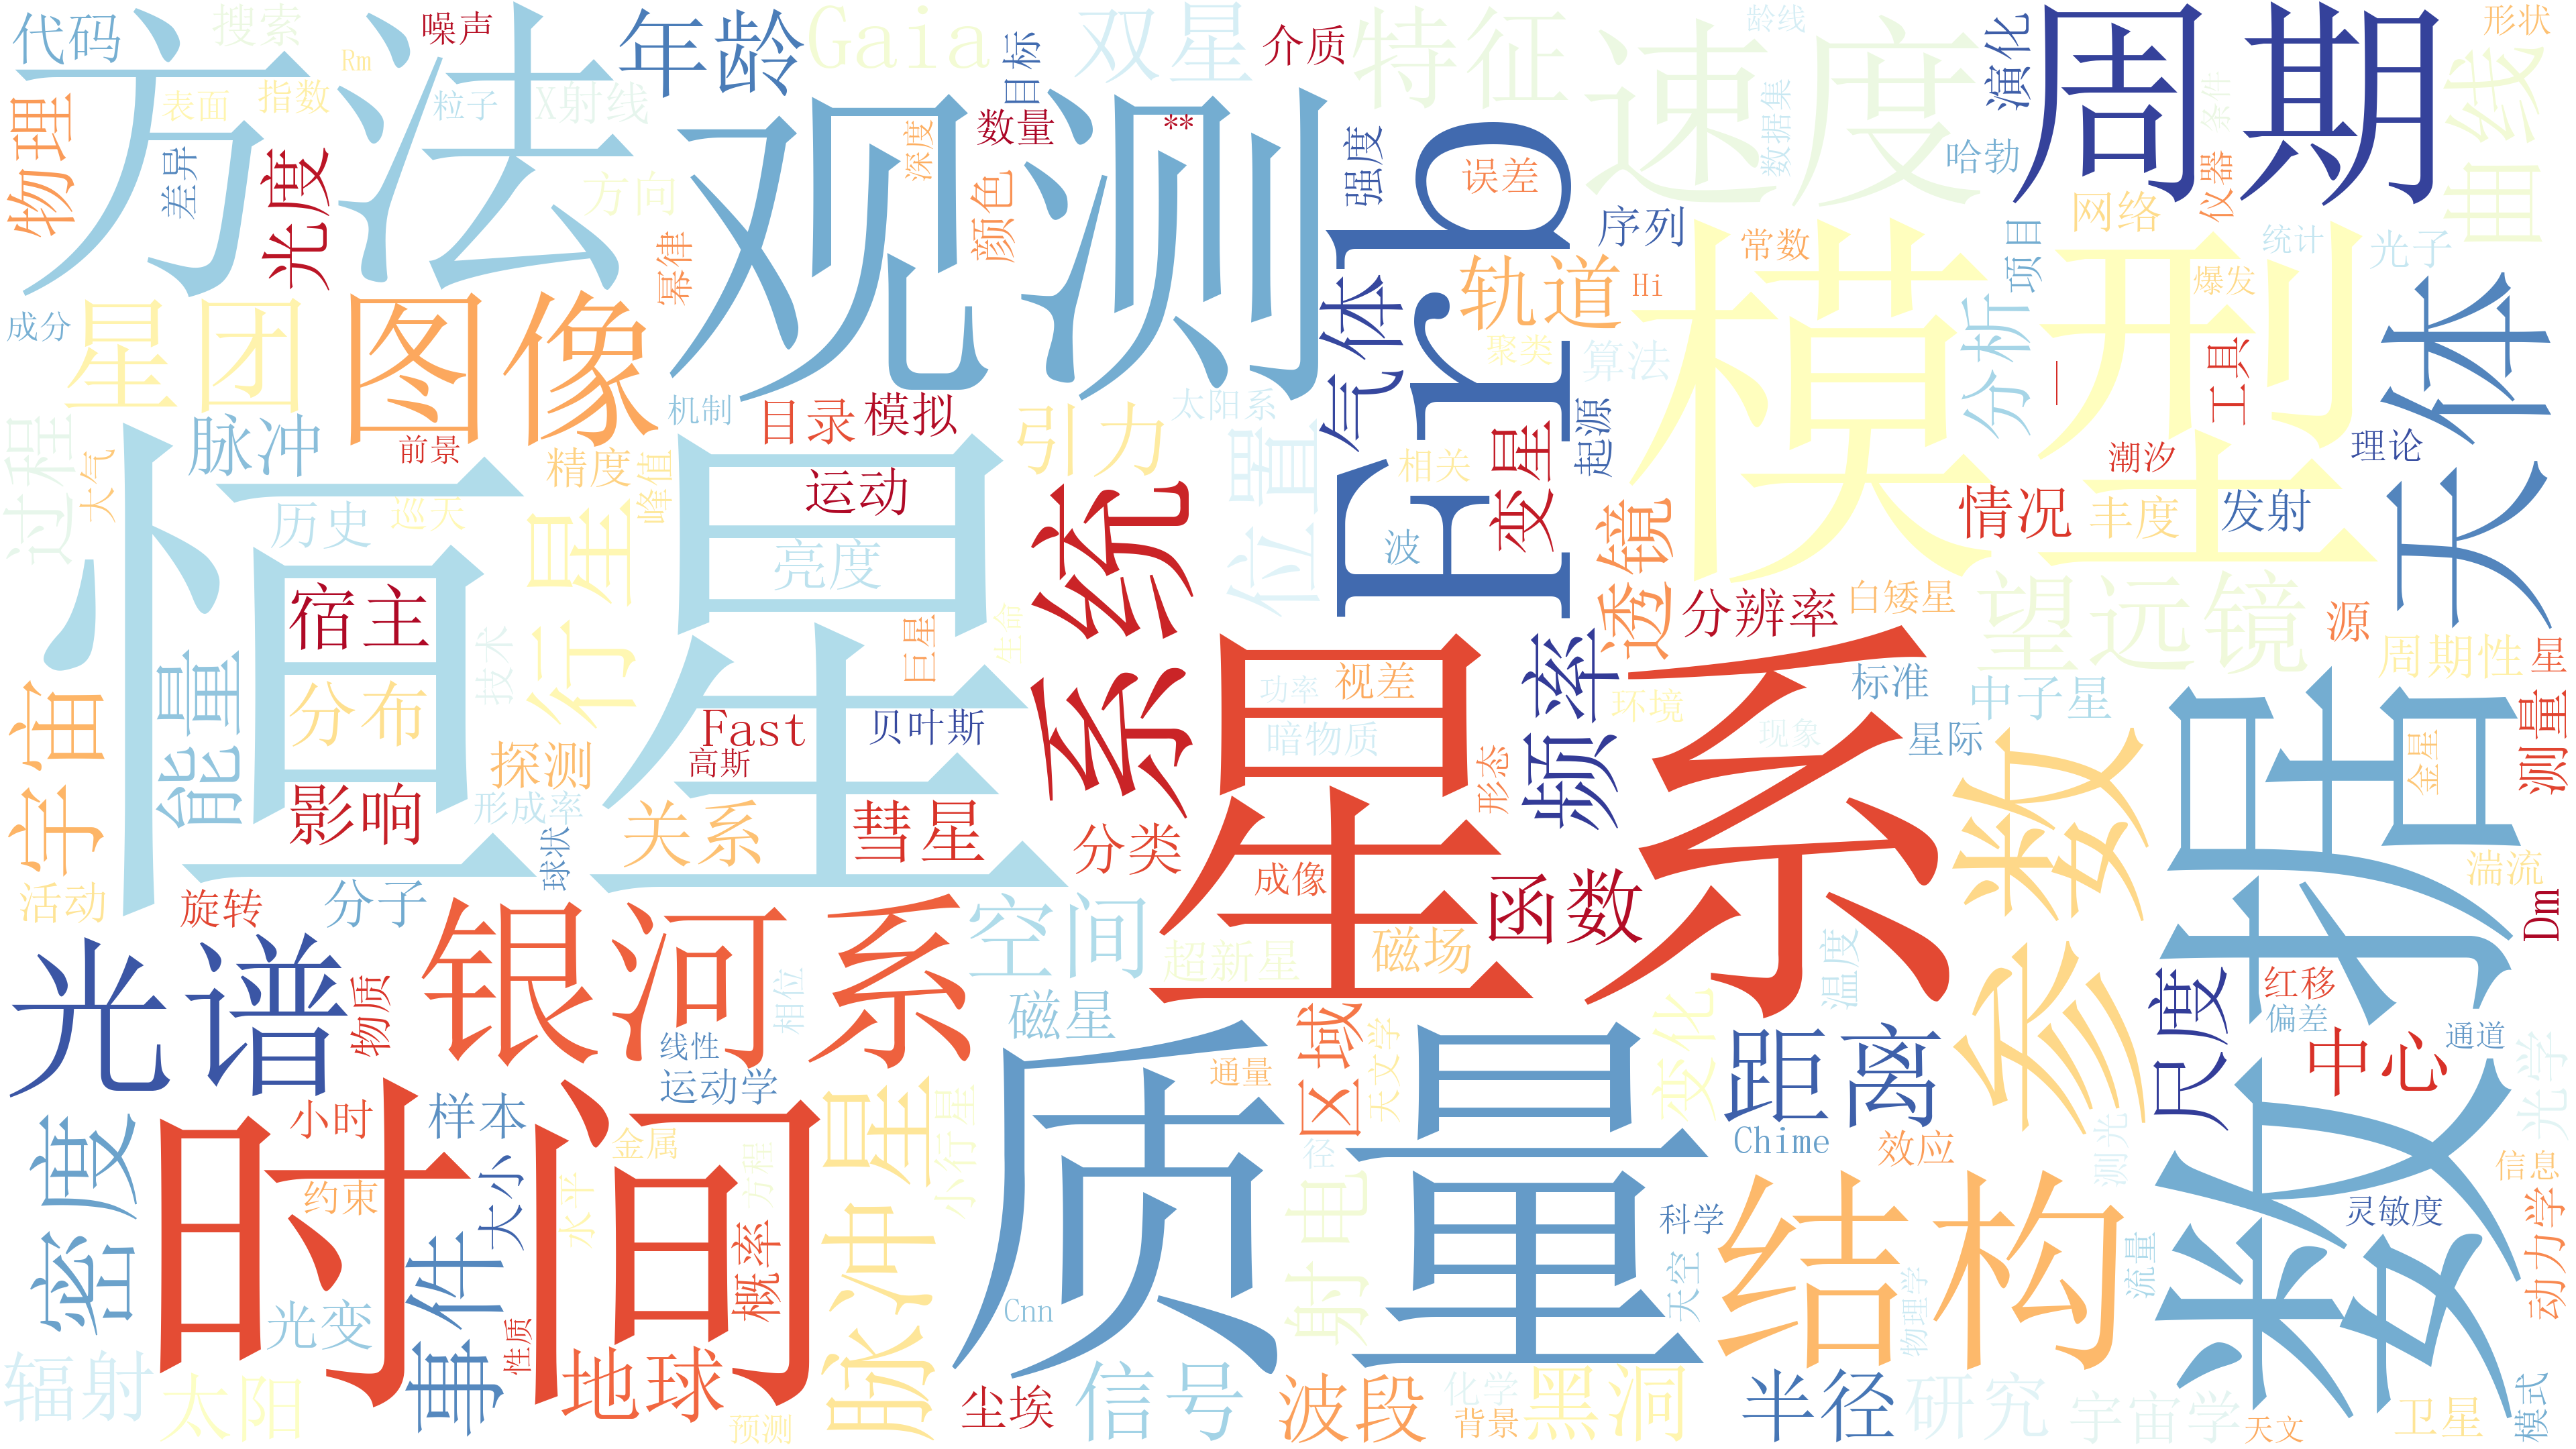 代码
搜索
噪声
年龄
Gaia
目标
双星
介质
特征
速度
龄线
演化
周期
形状
方法
Rm
指数
表面
粒子
X射线
物理
差异
光度
方向
观测
数量
**
深度
颜色
幂律
强度
误差
数据集
哈勃
条件
仪器
曲线
Frb
气体
序列
常数
Hi
轨道
网络
项目
统计
光子
爆发
模型
分析
天体
成分
星团
图像
脉冲
前景
机制
目录
模拟
引力
太阳系
聚类
算法
起源
相关
变星
工具
一
潮汐
理论
过程
大气
历史
巡天
精度
峰值
运动
系统
位置
波
透镜
情况
丰度
发射
恒星
宿主
行星
亮度
巨星
生命
分辨率
白矮星
望远镜
源
周期性
星
宇宙
能量
分布
技术
Fast
高斯
贝叶斯
功率
视差
暗物质
频率
环境
标准
现象
星际
中子星
金星
测量
影响
探测
形成率
球状
关系
彗星
分类
形态
星系
成像
函数
参数
数据
湍流
Dm
活动
旋转
分子
银河系
空间
超新星
磁场
温度
光谱
物质
线性
相位
磁星
运动学
通量
区域
天文学
变化
距离
尺度
红移
偏差
中心
通道
光学
密度
时间
小时
样本
金属
方程
脉冲星
小行星
质量
径
Chime
效应
测光
信息
约束
大小
水平
概率
射电
科学
天空
结构
物理学
流量
灵敏度
动力学
光变
事件
性质
Cnn
辐射
太阳
地球
预测
尘埃
信号
波段
化学
背景
黑洞
半径
研究
宇宙学
天文
卫星
模式